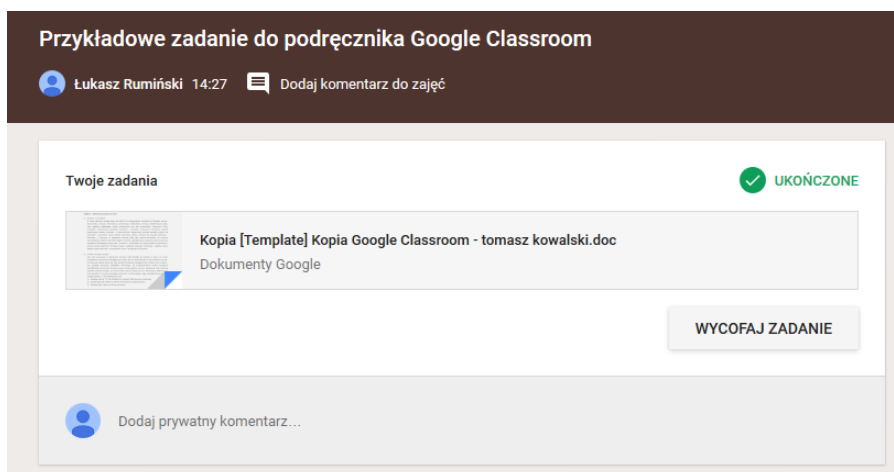 Przykładowe zadanie do podręcznika Google Classroom
Łukasz Rumiński 14:27 Dodaj komentarz do zajęć
Twoje zadania UKOŃCZONE
Kopia [Template] Kopia Google Classroom - tomasz kowalski.doc
Dokumenty Google
WYCOFAJ ZADANIE
Dodaj prywatny komentarz...